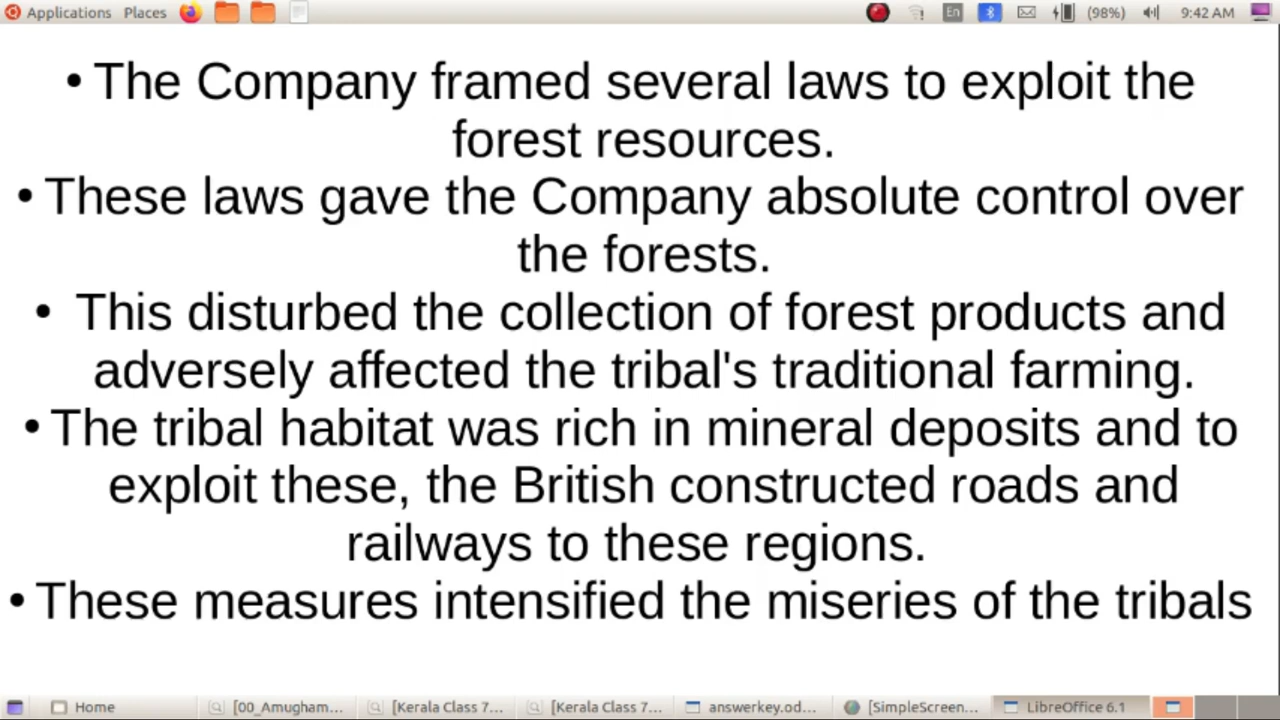 Applications Places En (98%) 9:42 AM
• The Company framed several laws to exploit the
forest resources.
• These laws gave the Company absolute control over
the forests.
• This disturbed the collection of forest products and
adversely affected the tribal's traditional farming.
• The tribal habitat was rich in mineral deposits and to
exploit these, the British constructed roads and
railways to these regions.
• These measures intensified the miseries of the tribals
Home [00_Amugham... [Kerala Class 7... [Kerala Class 7... answerkey.od... [SimpleScreen... LibreOffice 6.1